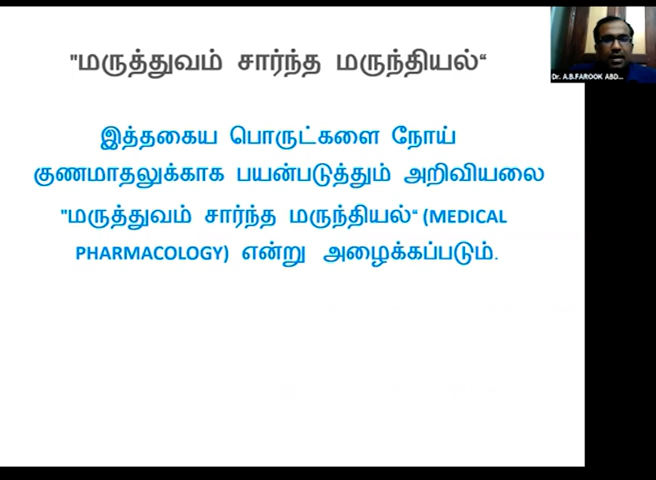 "மருத்துவம் சார்ந்த மருந்தியல்“
Dr. A.B.FAROOK ABD...
இத்தகைய பொருட்களை நோய்
குணமாதலுக்காக பயன்படுத்தும் அறிவியலை
"மருத்துவம் சார்ந்த மருந்தியல்“ (MEDICAL
PHARMACOLOGY) என்று அழைக்கப்படும்.